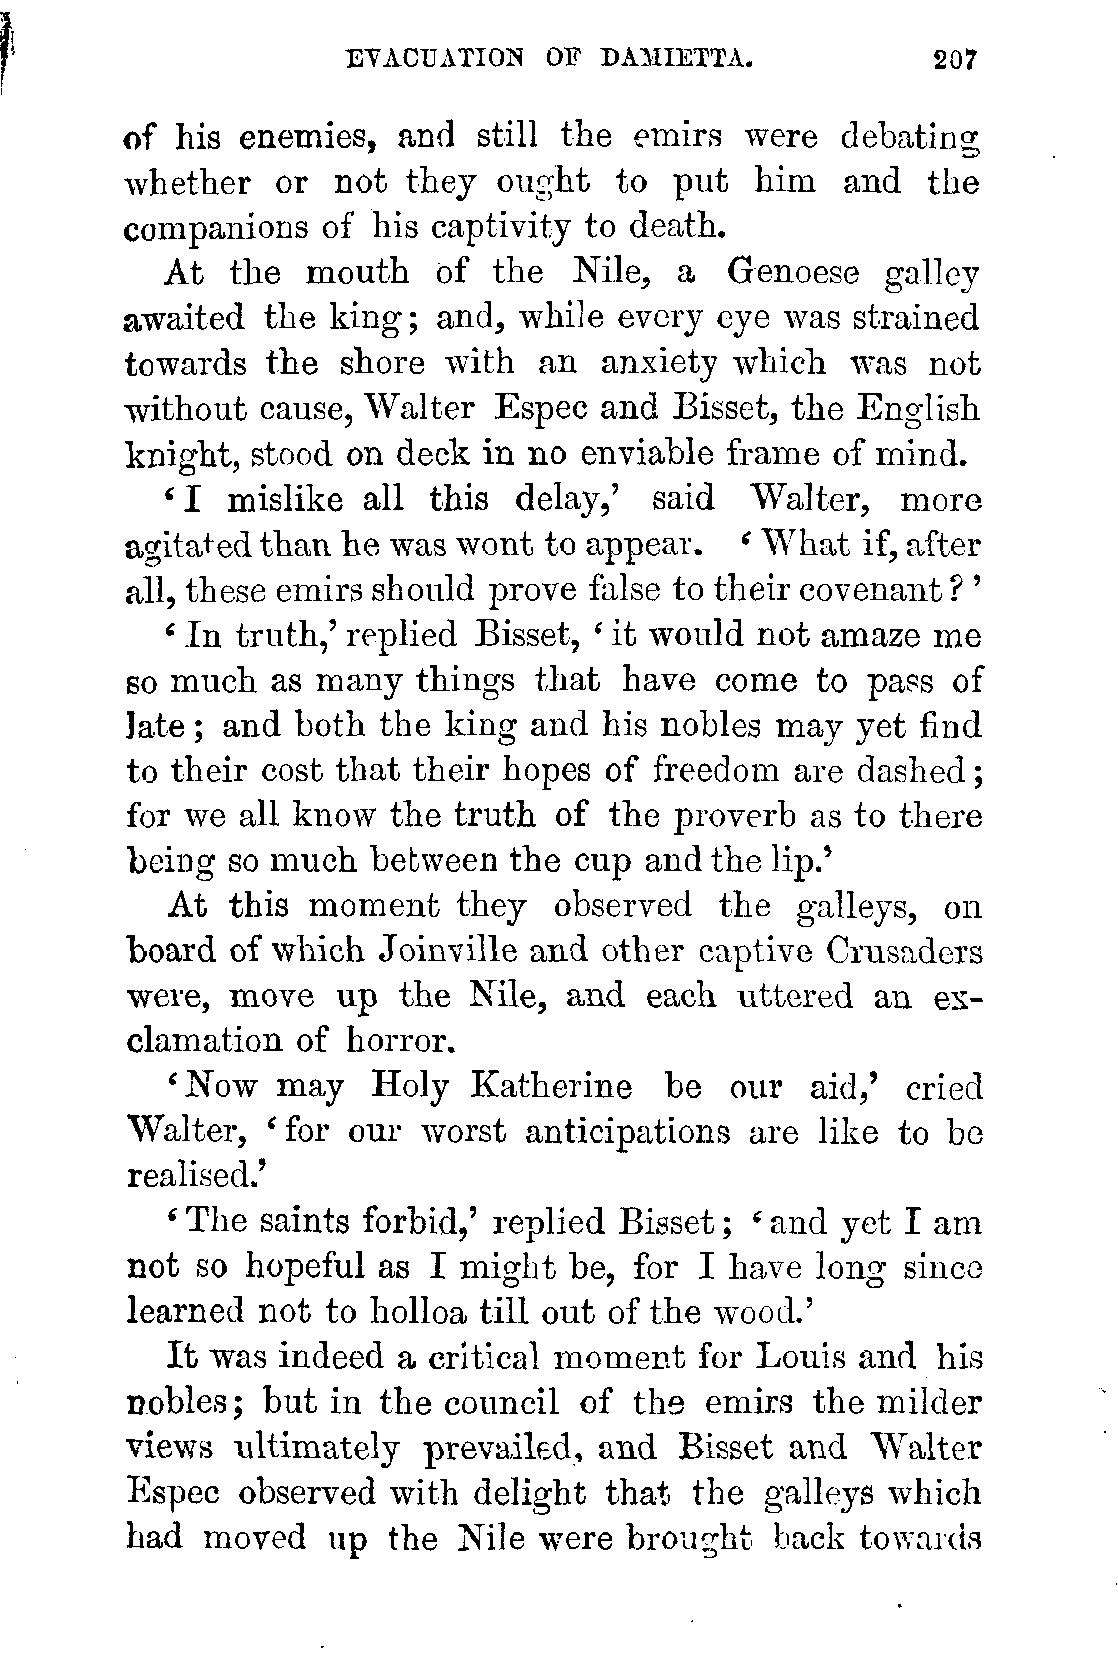 EVACUATION OF DAMIETTA. 207
of his enemies, and still the emirs were debating
whether or not they ought to put him and the
companions of his captivity to death.
At the mouth of the Nile, a Genoese galley
awaited the king; and, while every eye was strained
towards the shore with an anxiety which was not
without cause, Walter Espec and Bisset, the English
knight, stood on deck in no enviable frame of mind.
‘I mislike all this delay,’ said Walter, more
agitated than he was wont to appear. ‘What if, after
all, these emirs should prove false to their covenant?’
‘In truth,’ replied Bisset, ‘it would not amaze me
so much as many things that have come to pass of
late; and both the king and his nobles may yet find
to their cost that their hopes of freedom are dashed;
for we all know the truth of the proverb as to there
being so much between the cup and the lip.’
At this moment they observed the galleys, on
board of which Joinville and other captive Crusaders
were, move up the Nile, and each uttered an ex-
clamation of horror.
‘Now may Holy Katherine be our aid,’ cried
Walter, ‘for our worst anticipations are like to be
realised.’
‘The saints forbid,’ replied Bisset; ‘and yet I am
not so hopeful as I might be, for I have long since
learned not to holloa till out of the wood.’
It was indeed a critical moment for Louis and his
nobles; but in the council of the emirs the milder
views ultimately prevailed, and Bisset and Walter
Espec observed with delight that the galleys which
had moved up the Nile were brought back towards